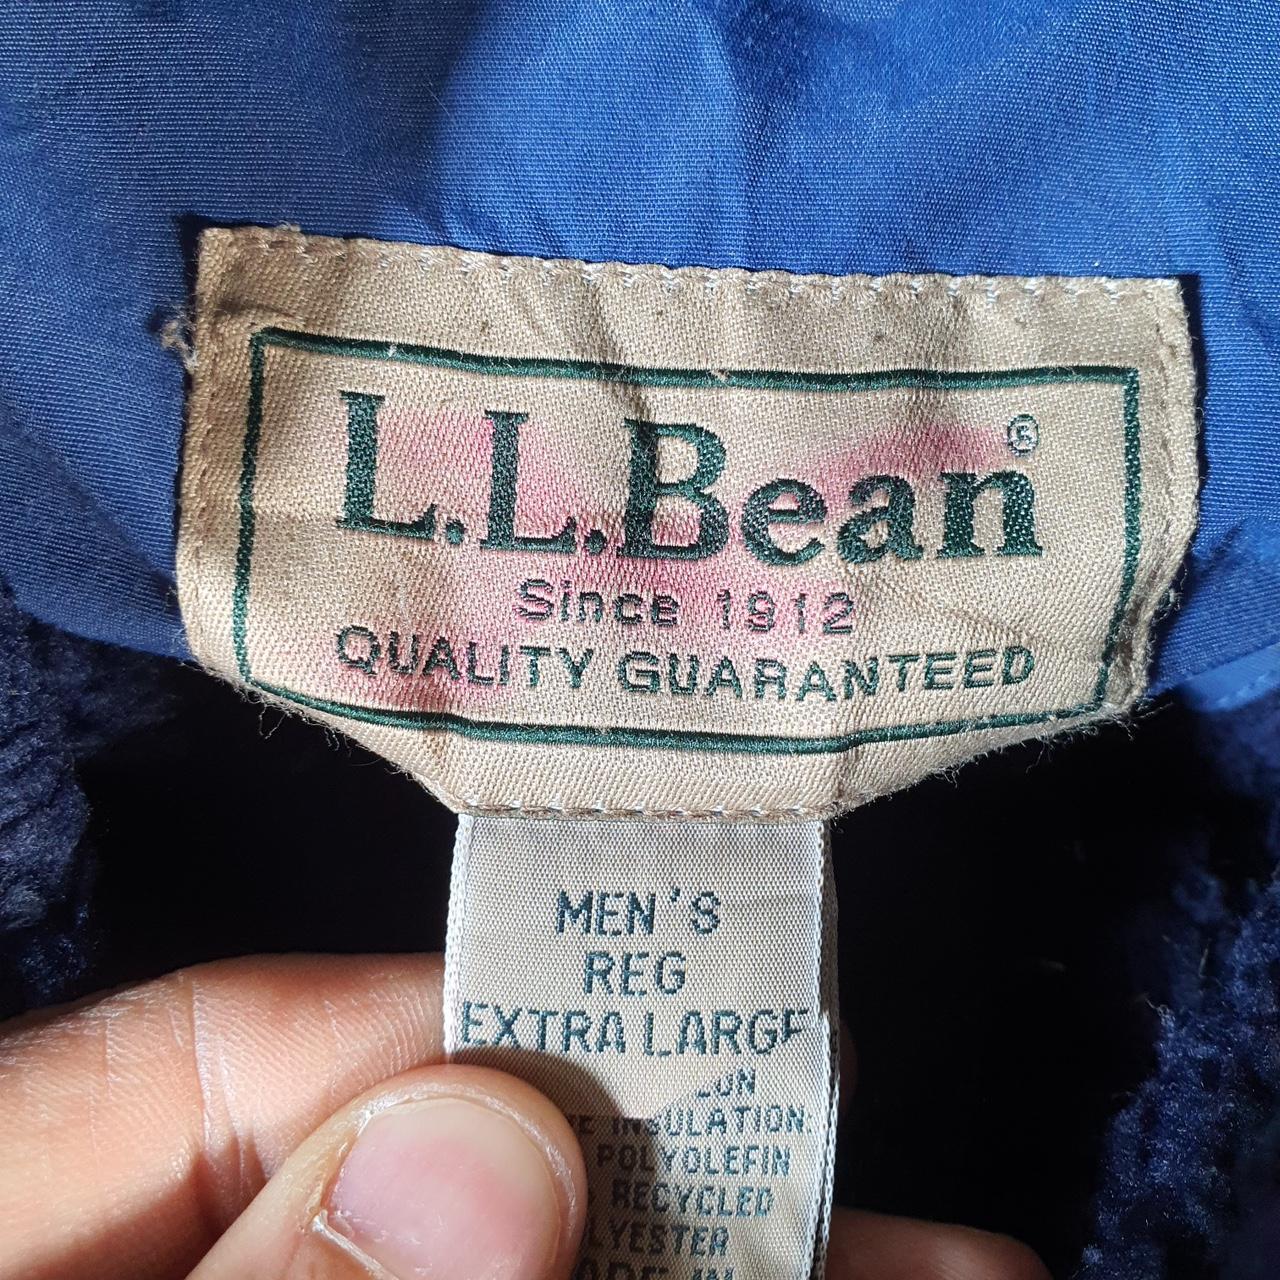 L.L.Bean®
Since 1912
QUALITY GUARANTEED
MEN'S
REG
EXTRA LARGE
INSULATION:
POLYOLEFIN
RECYCLED